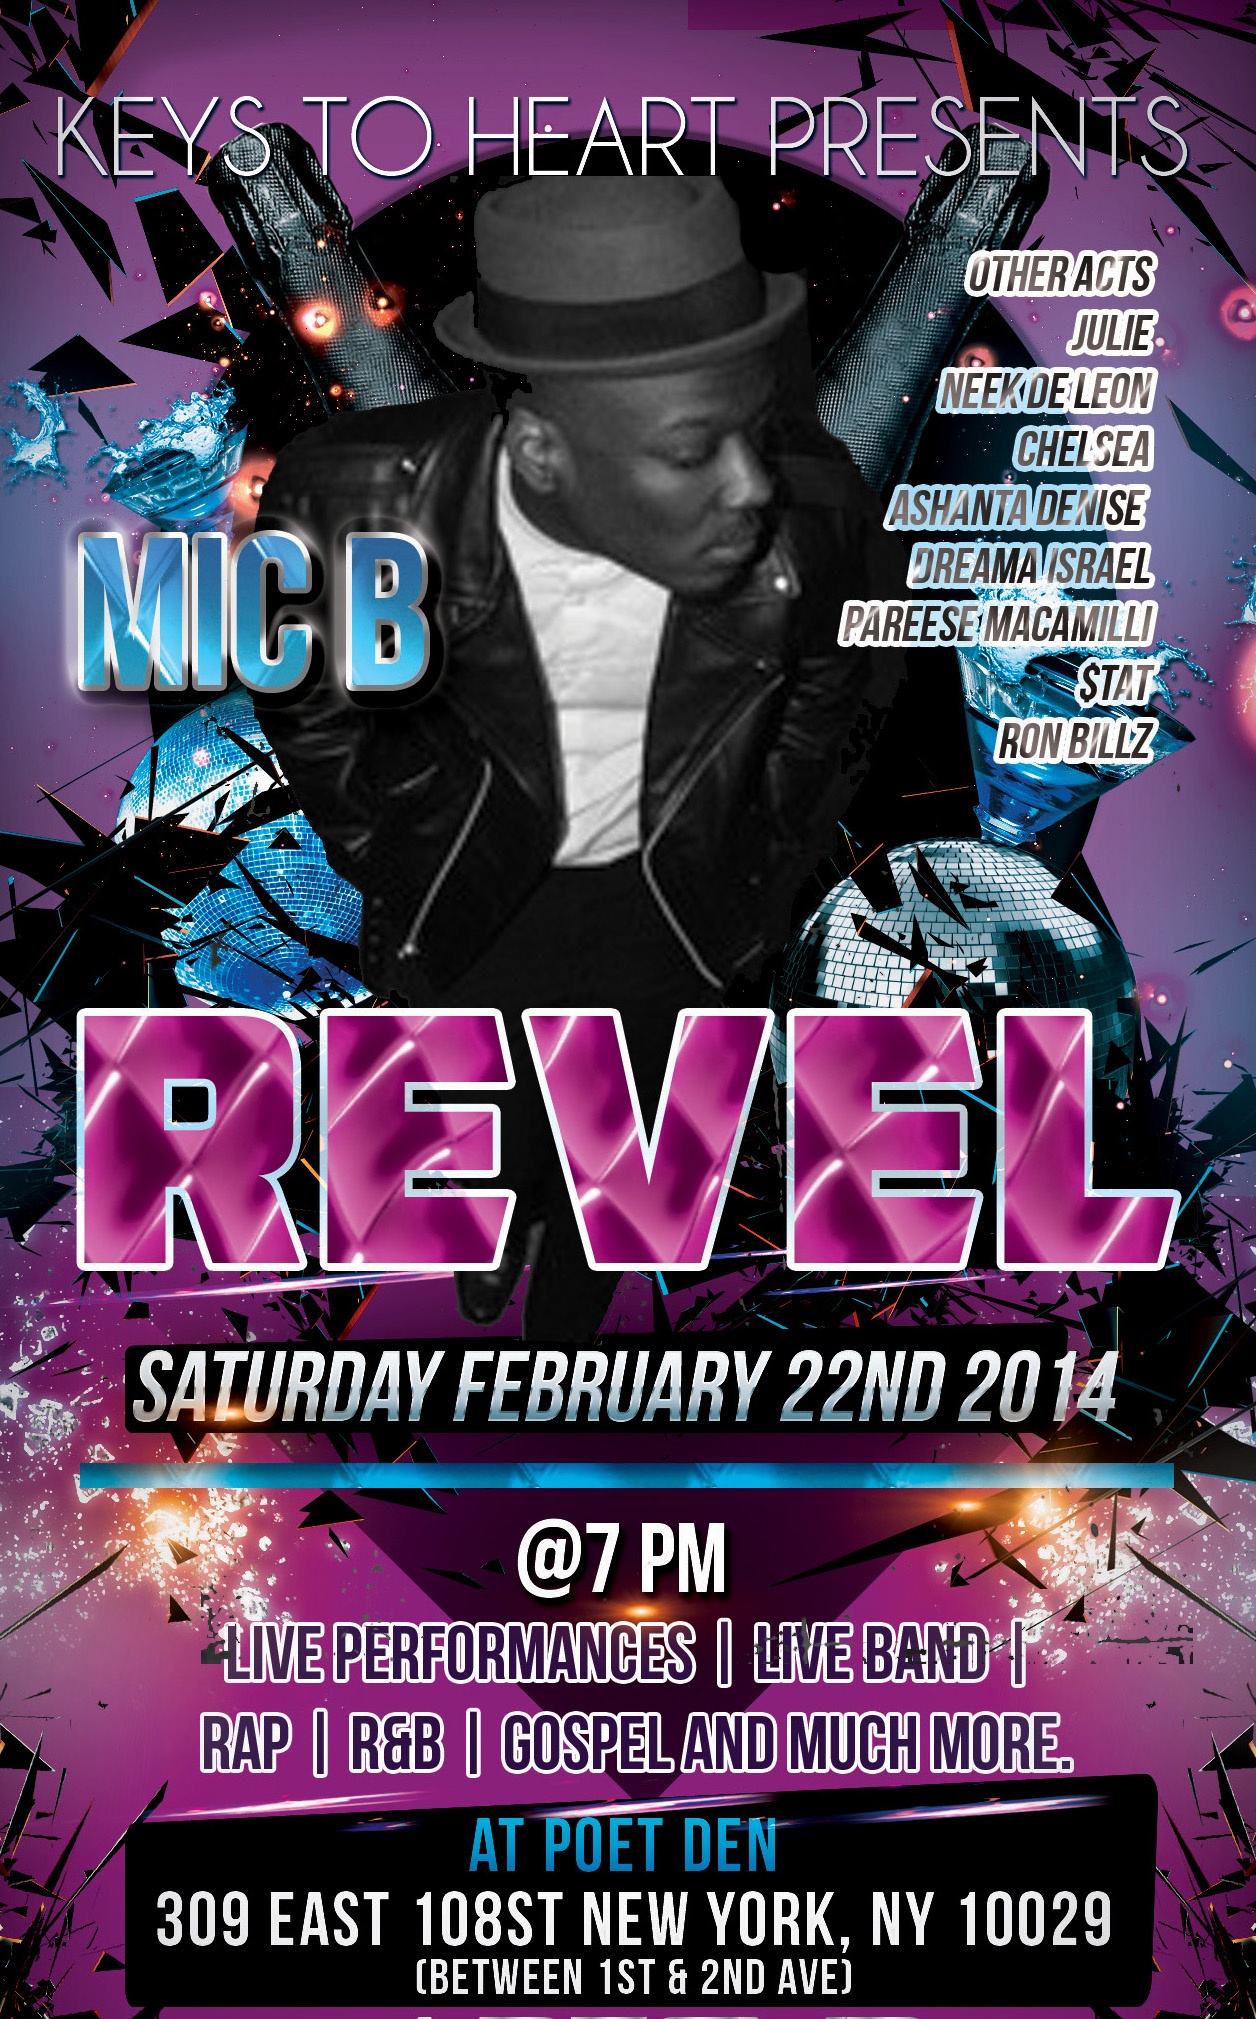 KEYS TO HEART PRESENTS
OTHER ACTS
JULIE
NEEK DE LEON
CHELSEA
ASHANTA DENISE
DREAMA ISRAEL
PAREESE MACAMILLI
$TAT
RON BILLZ
MIC B
REVEL
SATURDAY FEBRUARY 22ND 2014
@7 PM
LIVE PERFORMANCES | LIVE BAND |
RAP | R&B | GOSPEL AND MUCH MORE.
AT POET DEN
309 EAST 108ST NEW YORK, NY 10029
(BETWEEN 1ST & 2ND AVE)